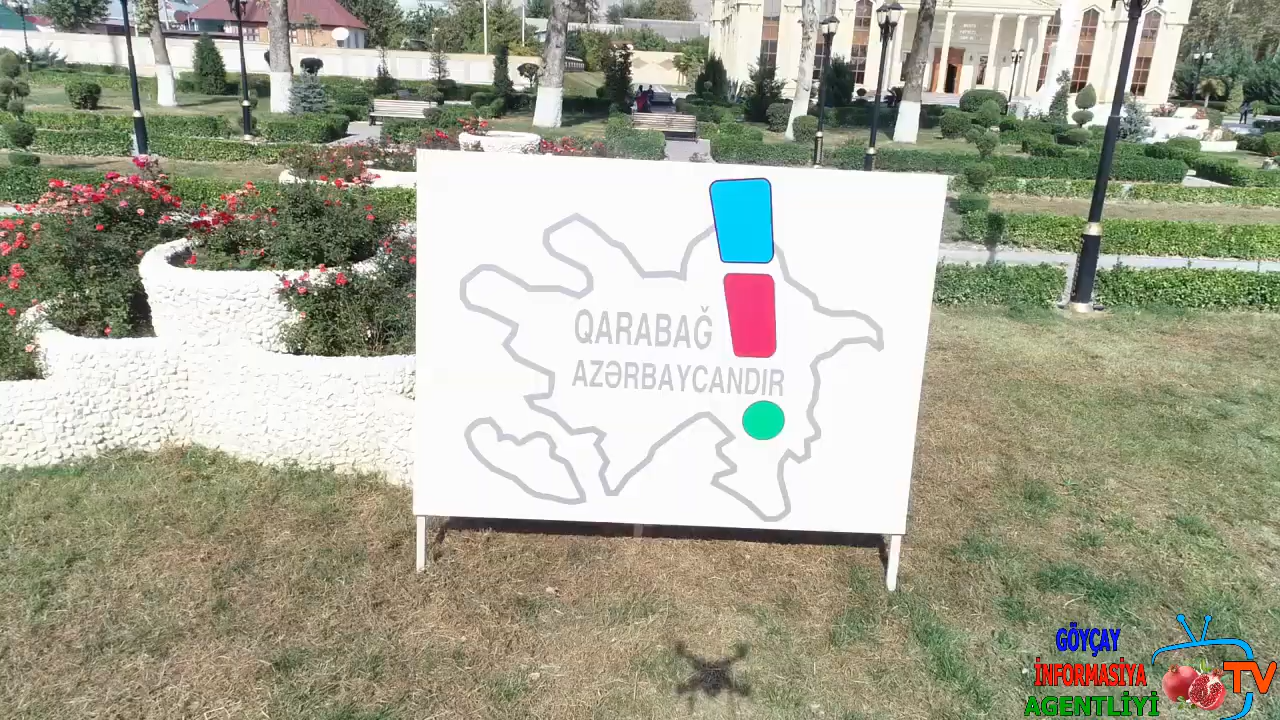 QARABAĞ
AZƏRBAYCANDIR
GÖYÇAY
İNFORMASİYA
AGENTLİYİ
TV